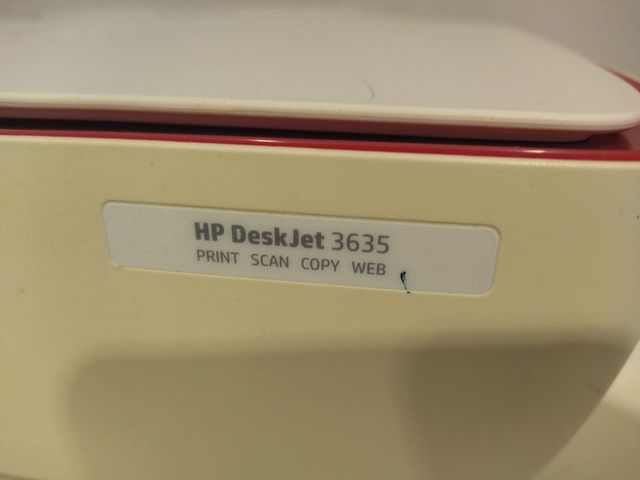 HP DeskJet 3635
PRINT SCAN COPY WEB